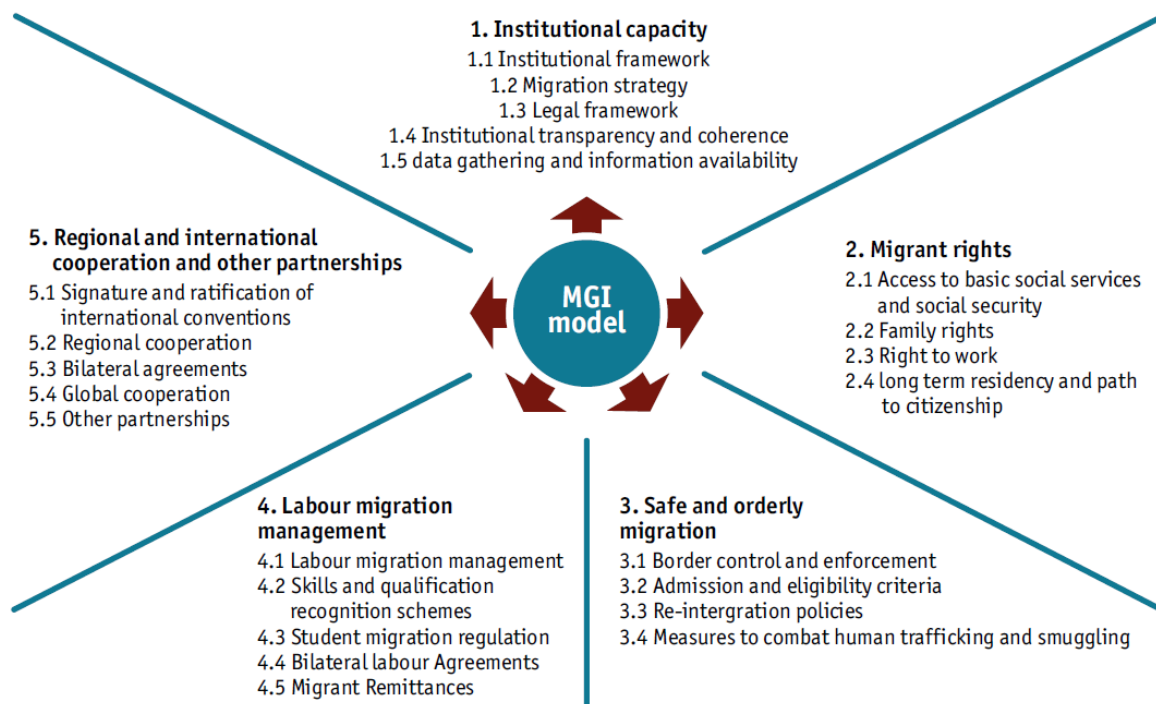 1. Institutional capacity
1.1 Institutional framework
1.2 Migration strategy
1.3 Legal framework
1.4 Institutional transparency and coherence
1.5 data gathering and information availability
MGI
model
2. Migrant rights
2.1 Access to basic social services
and social security
2.2 Family rights
2.3 Right to work
2.4 long term residency and path
to citizenship
3. Safe and orderly
migration
3.1 Border control and enforcement
3.2 Admission and eligibility criteria
3.3 Re-intergration policies
3.4 Measures to combat human trafficking and smuggling
4. Labour migration
management
4.1 Labour migration management
4.2 Skills and qualification
recognition schemes
4.3 Student migration regulation
4.4 Bilateral labour Agreements
4.5 Migrant Remittances
5. Regional and international
cooperation and other partnerships
5.1 Signature and ratification of
international conventions
5.2 Regional cooperation
5.3 Bilateral agreements
5.4 Global cooperation
5.5 Other partnerships